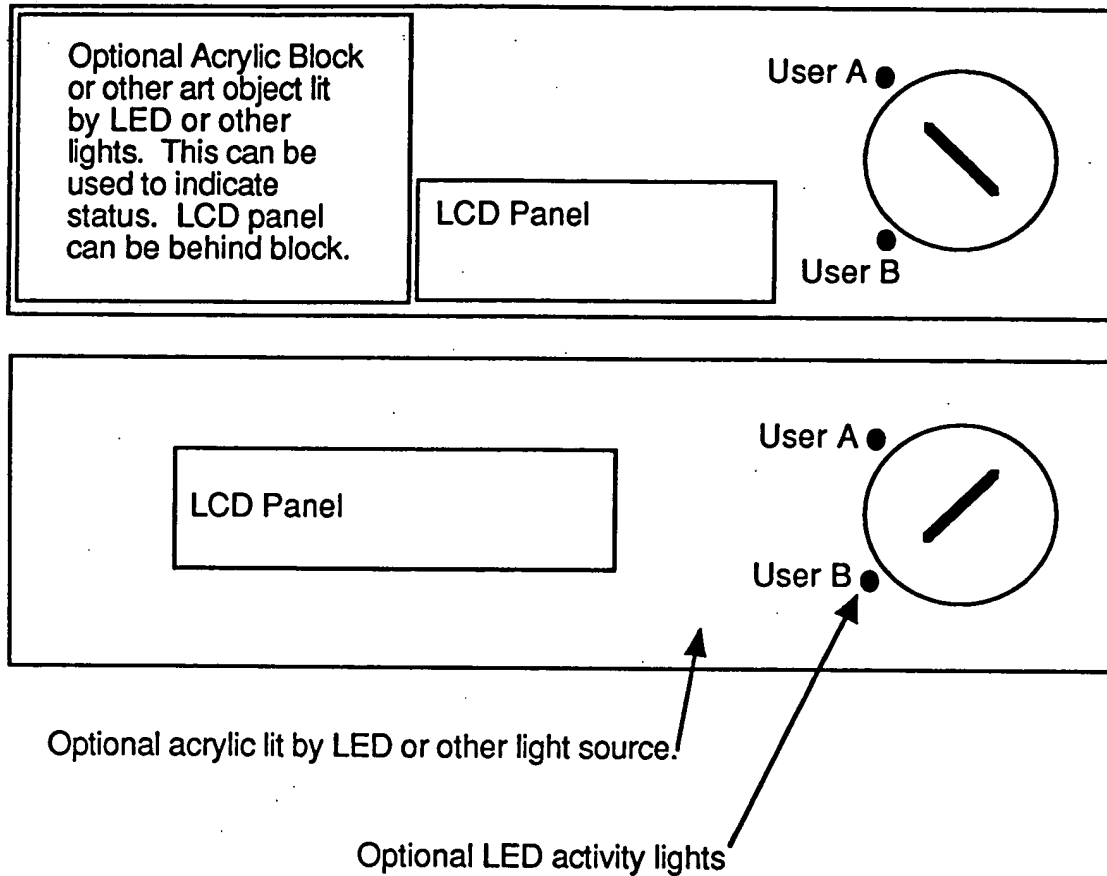 Optional Acrylic Block
or other art object lit
by LED or other
lights. This can be
used to indicate
status. LCD panel
can be behind block.
LCD Panel
User A
User B
LCD Panel
User A
User B
Optional acrylic lit by LED or other light source.
Optional LED activity lights